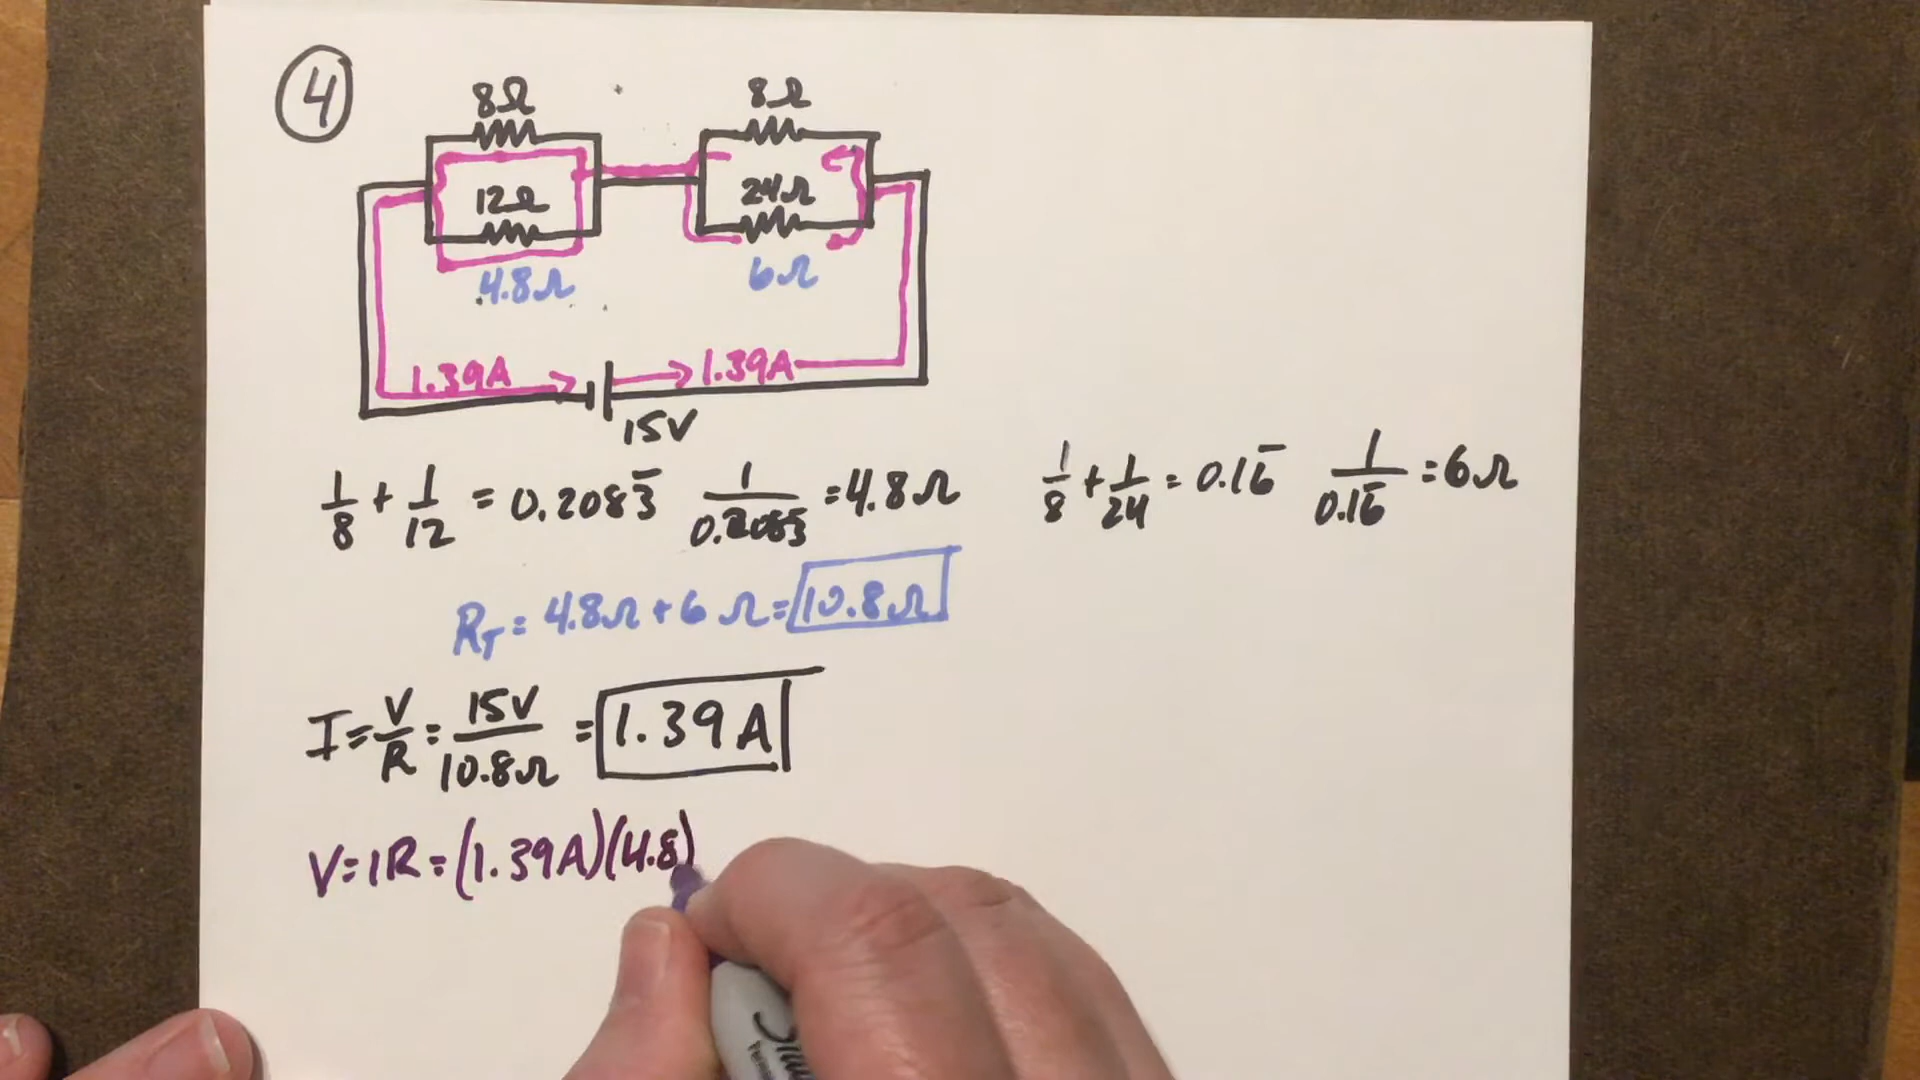 4
8Ω 8Ω
12Ω 24Ω
4.8Ω 6Ω
1.39A 1.39A
15V
1/8 + 1/12 = 0.2083̅ 1/0.2083̅ = 4.8Ω 1/8 + 1/24 = 0.16̅ 1/0.16̅ = 6Ω
R_T = 4.8Ω + 6Ω = 10.8Ω
I = V/R = 15V/10.8Ω = 1.39A
V = IR = (1.39A)(4.8)